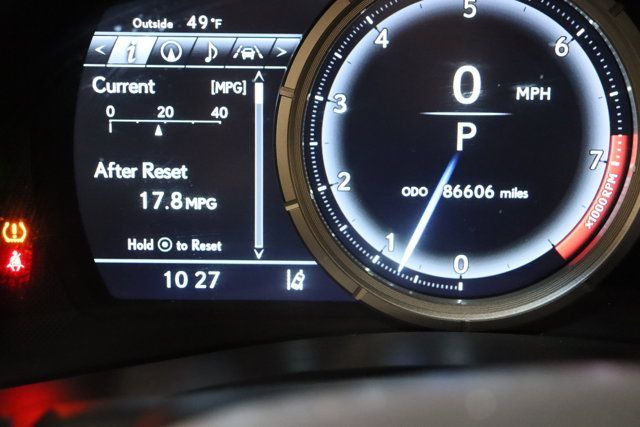 Outside 49°F
Current [MPG]
0 20 40
After Reset
17.8 MPG
Hold to Reset
10 27
0
1
2
3
4
5
6
7
x1000RPM
0 MPH
P
ODO 86606 miles